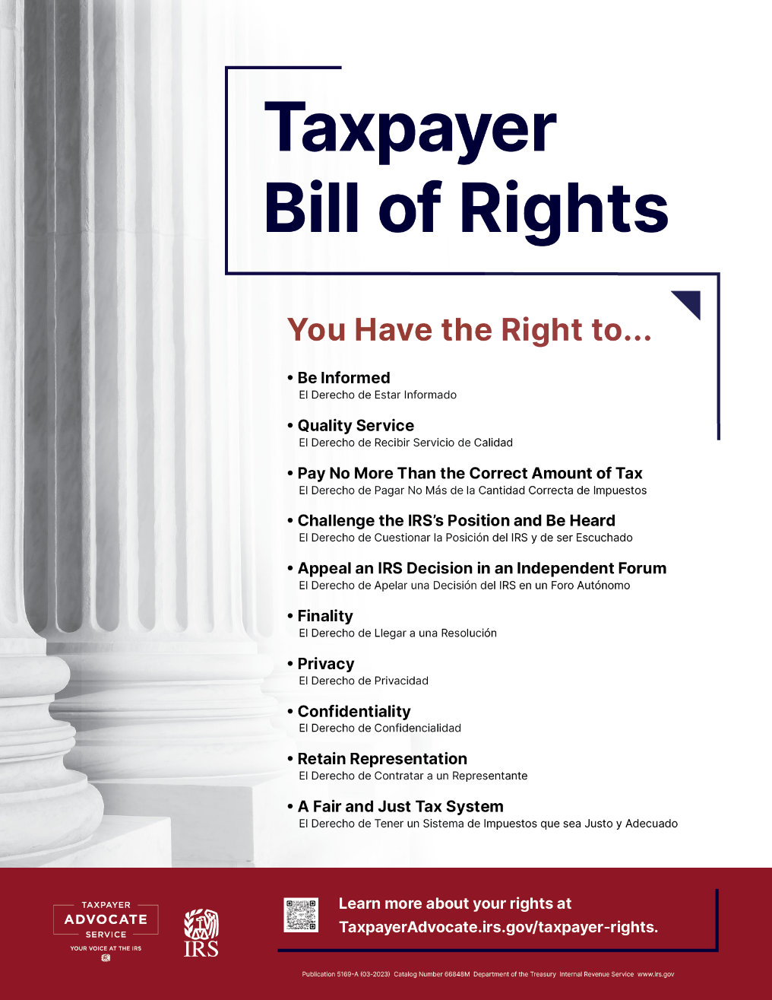 Taxpayer
Bill of Rights
You Have the Right to...
• Be Informed
El Derecho de Estar Informado
• Quality Service
El Derecho de Recibir Servicio de Calidad
• Pay No More Than the Correct Amount of Tax
El Derecho de Pagar No Más de la Cantidad Correcta de Impuestos
• Challenge the IRS’s Position and Be Heard
El Derecho de Cuestionar la Posición del IRS y de ser Escuchado
• Appeal an IRS Decision in an Independent Forum
El Derecho de Apelar una Decisión del IRS en un Foro Autónomo
• Finality
El Derecho de Llegar a una Resolución
• Privacy
El Derecho de Privacidad
• Confidentiality
El Derecho de Confidencialidad
• Retain Representation
El Derecho de Contratar a un Representante
• A Fair and Just Tax System
El Derecho de Tener un Sistema de Impuestos que sea Justo y Adecuado
TAXPAYER
ADVOCATE
SERVICE
YOUR VOICE AT THE IRS
IRS
Learn more about your rights at
TaxpayerAdvocate.irs.gov/taxpayer-rights.
Publication 5169-A (03-2023) Catalog Number 66848M Department of the Treasury Internal Revenue Service www.irs.gov